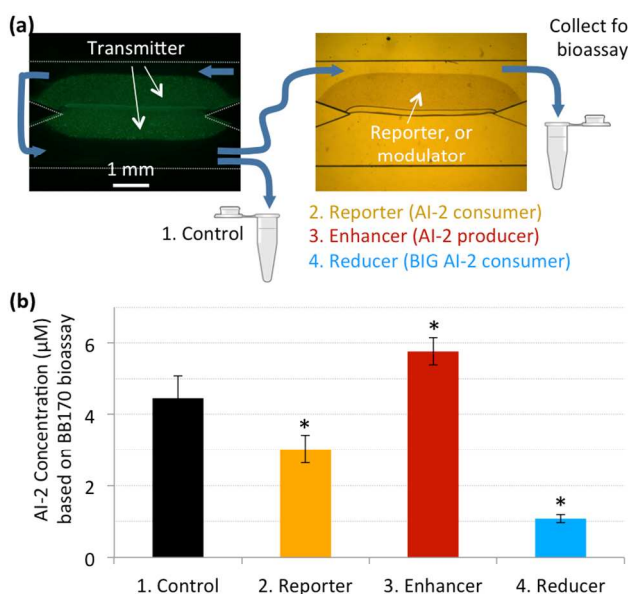 (a)
Transmitter
1 mm
Collect fo
bioassay
Reporter, or
modulator
1. Control
2. Reporter (AI-2 consumer)
3. Enhancer (AI-2 producer)
4. Reducer (BIG AI-2 consumer)
(b)
AI-2 Concentration (μM)
based on BB170 bioassay
6
4
2
0
*
*
*
1. Control
2. Reporter
3. Enhancer
4. Reducer